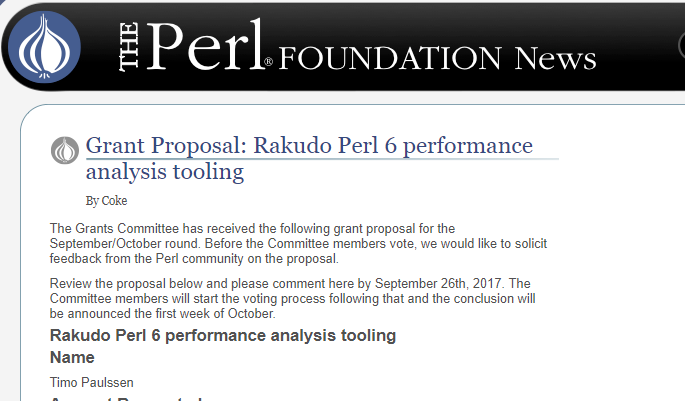 THE Perl® FOUNDATION News
Grant Proposal: Rakudo Perl 6 performance
analysis tooling
By Coke
The Grants Committee has received the following grant proposal for the
September/October round. Before the Committee members vote, we would like to solicit
feedback from the Perl community on the proposal.
Review the proposal below and please comment here by September 26th, 2017. The
Committee members will start the voting process following that and the conclusion will
be announced the first week of October.
Rakudo Perl 6 performance analysis tooling
Name
Timo Paulssen